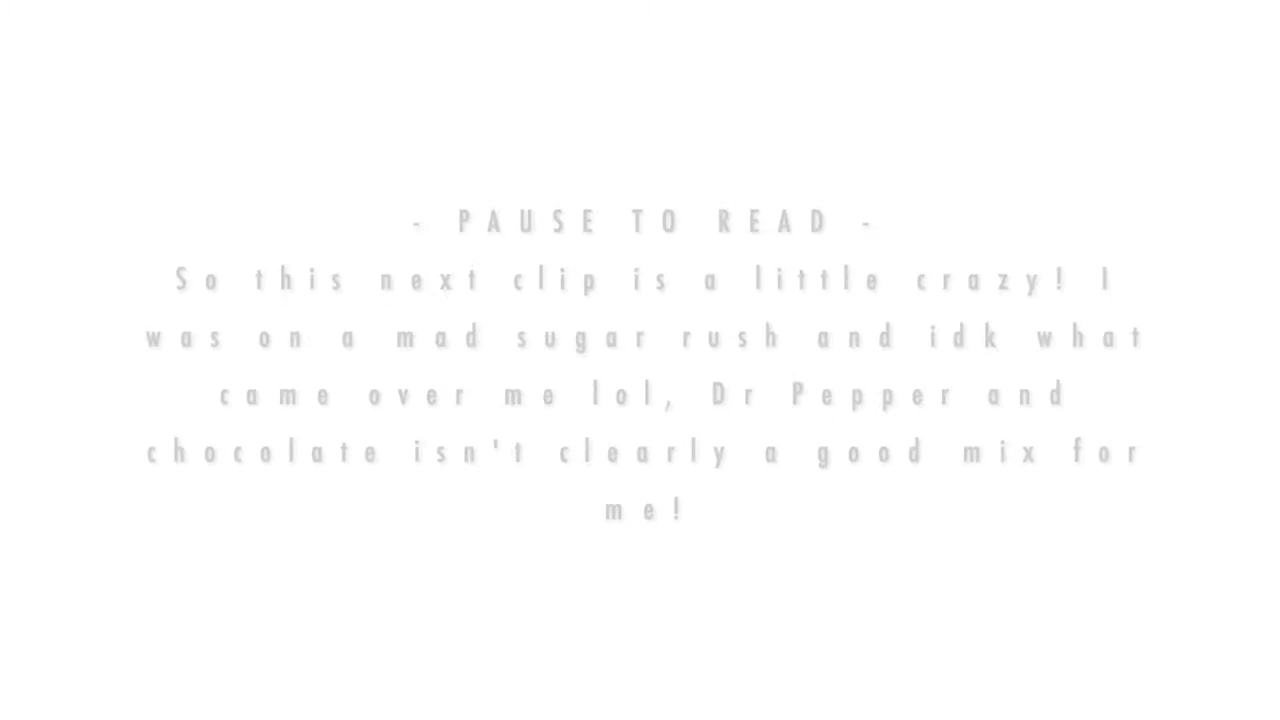 - PAUSE TO READ -
So this next clip is a little crazy! I
was on a mad sugar rush and idk what
came over me lol, Dr Pepper and
chocolate isn't clearly a good mix for
me!